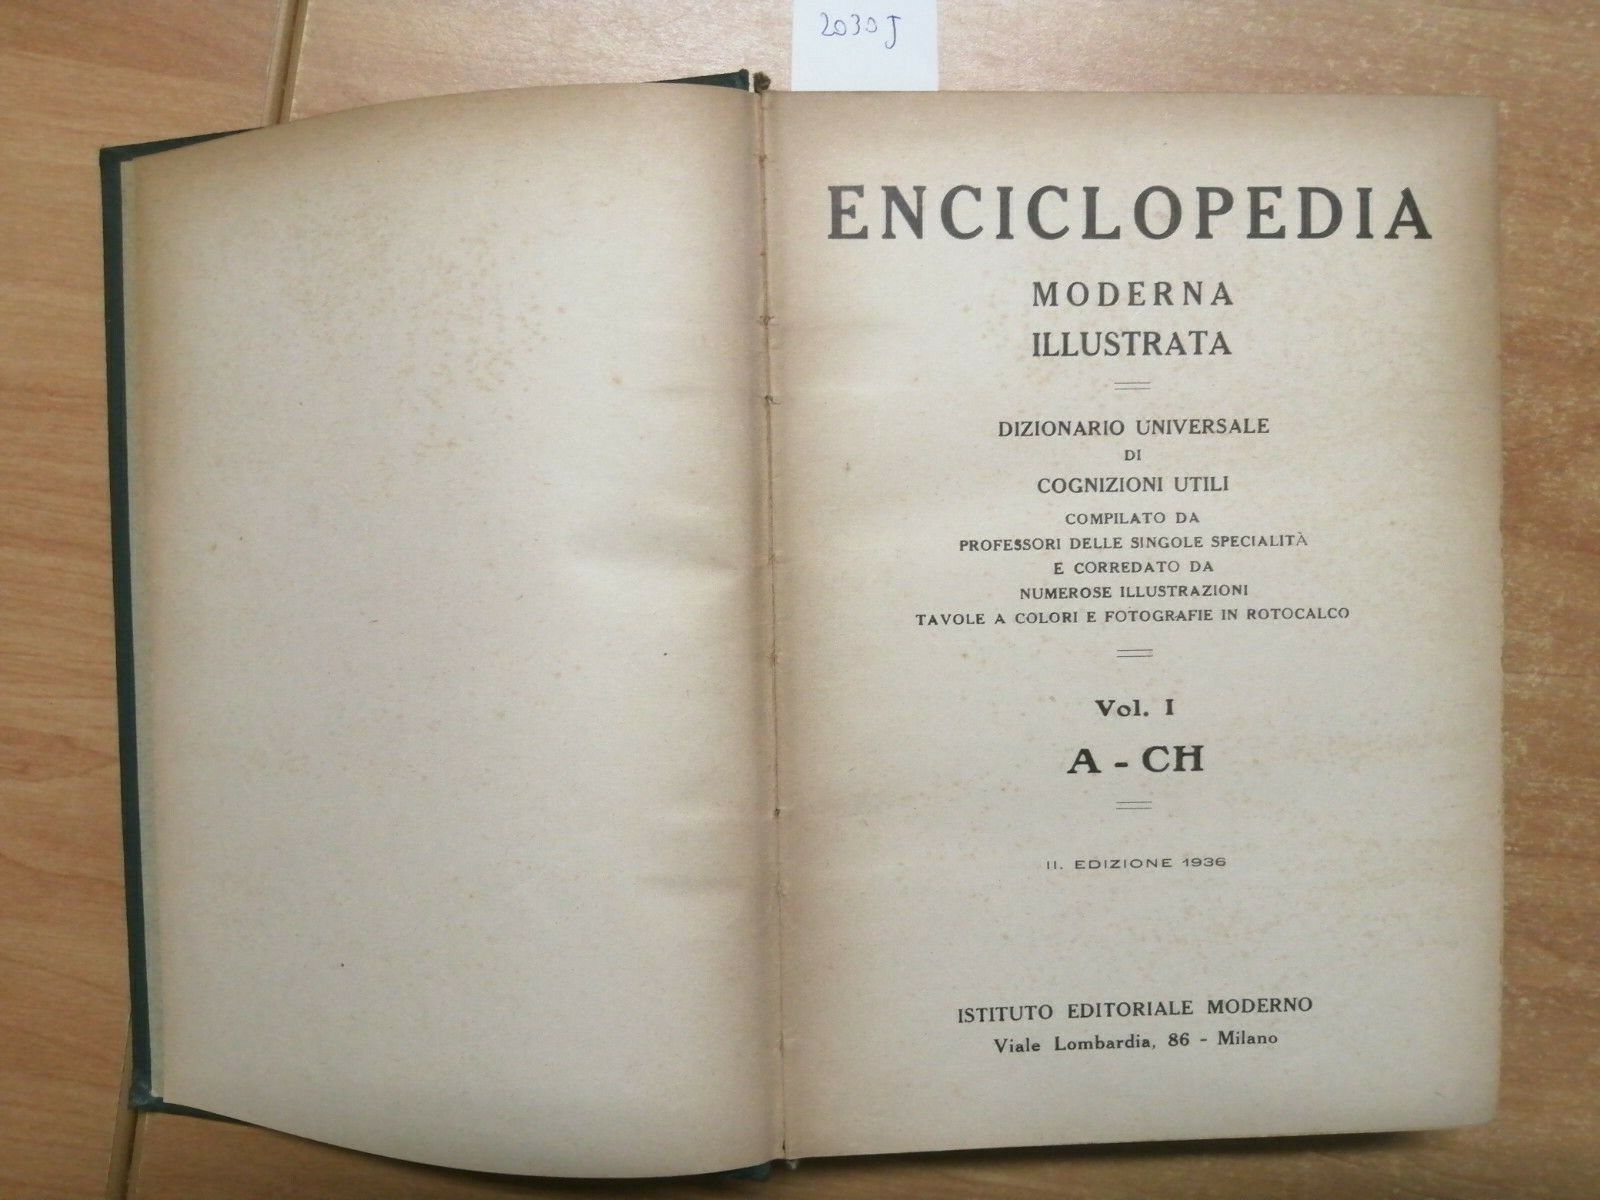 2030J
ENCICLOPEDIA
MODERNA
ILLUSTRATA
DIZIONARIO UNIVERSALE
DI
COGNIZIONI UTILI
COMPILATO DA
PROFESSORI DELLE SINGOLE SPECIALITÀ
E CORREDATO DA
NUMEROSE ILLUSTRAZIONI
TAVOLE A COLORI E FOTOGRAFIE IN ROTOCALCO
Vol. I
A - CH
II. EDIZIONE 1936
ISTITUTO EDITORIALE MODERNO
Viale Lombardia, 86 - Milano